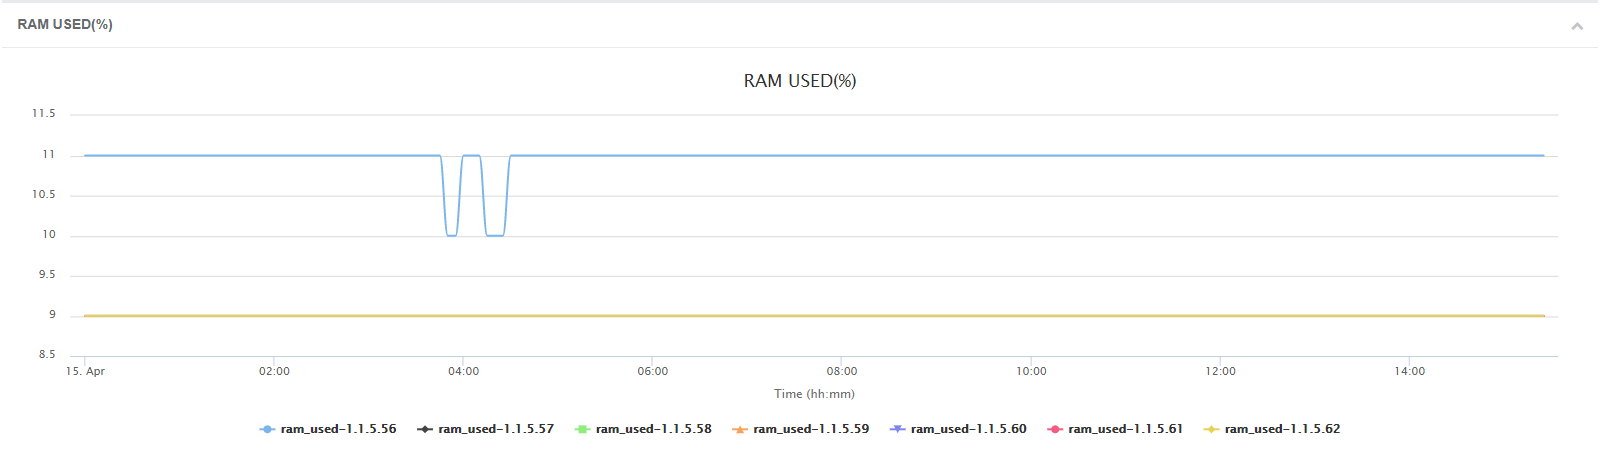 RAM USED(%)
RAM USED(%)
11.5
11
10.5
10
9.5
9
8.5
15. Apr 02:00 04:00 06:00 08:00 10:00 12:00 14:00
Time (hh:mm)
ram_used-1.1.5.56 ram_used-1.1.5.57 ram_used-1.1.5.58 ram_used-1.1.5.59 ram_used-1.1.5.60 ram_used-1.1.5.61 ram_used-1.1.5.62